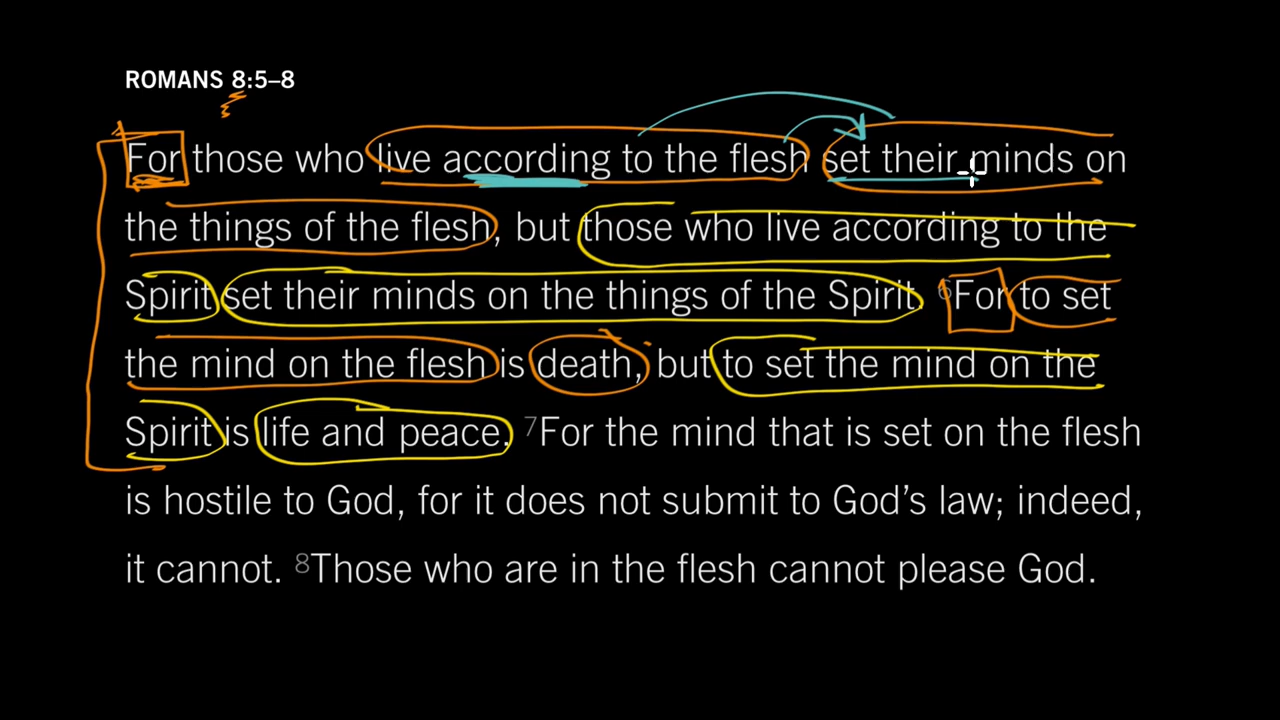 ROMANS 8:5–8
For those who live according to the flesh set their minds on
the things of the flesh, but those who live according to the
Spirit set their minds on the things of the Spirit. 6For to set
the mind on the flesh is death, but to set the mind on the
Spirit is life and peace. 7For the mind that is set on the flesh
is hostile to God, for it does not submit to God’s law; indeed,
it cannot. 8Those who are in the flesh cannot please God.